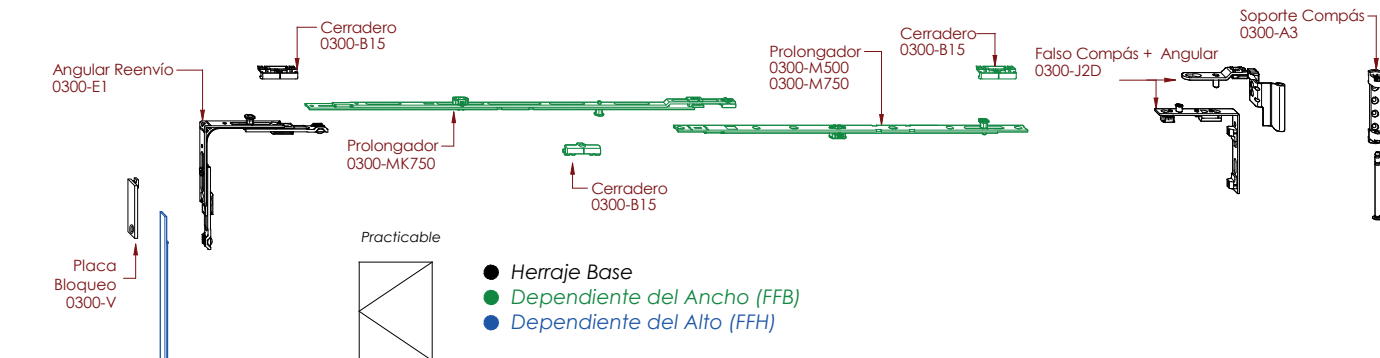 Cerradero
0300-B15
Soporte Compás
0300-A3
Cerradero
0300-B15
Prolongador
0300-M500
0300-M750
Falso Compás + Angular
0300-J2D
Angular Reenvío
0300-E1
Prolongador
0300-MK750
Cerradero
0300-B15
Placa
Bloqueo
0300-V
Practicable
Herraje Base
Dependiente del Ancho (FFB)
Dependiente del Alto (FFH)